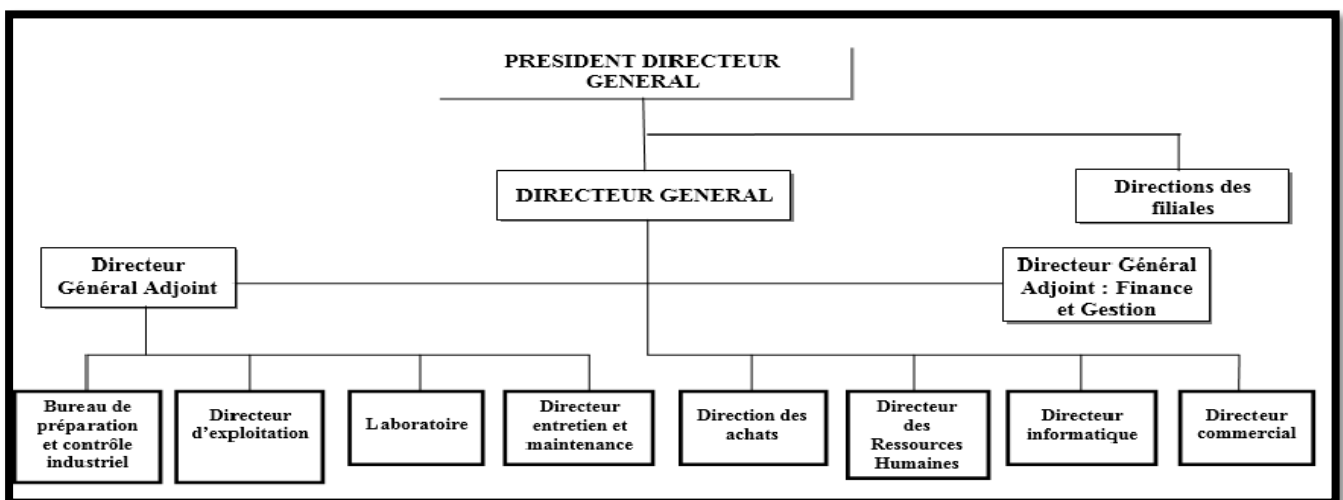 PRESIDENT DIRECTEUR
GENERAL
DIRECTEUR GENERAL
Directions des
filiales
Directeur
Général Adjoint
Directeur Général
Adjoint : Finance
et Gestion
Bureau de
préparation
et contrôle
industriel
Directeur
d'exploitation
Laboratoire
Directeur
entretien et
maintenance
Direction des
achats
Directeur
des
Ressources
Humaines
Directeur
informatique
Directeur
commercial